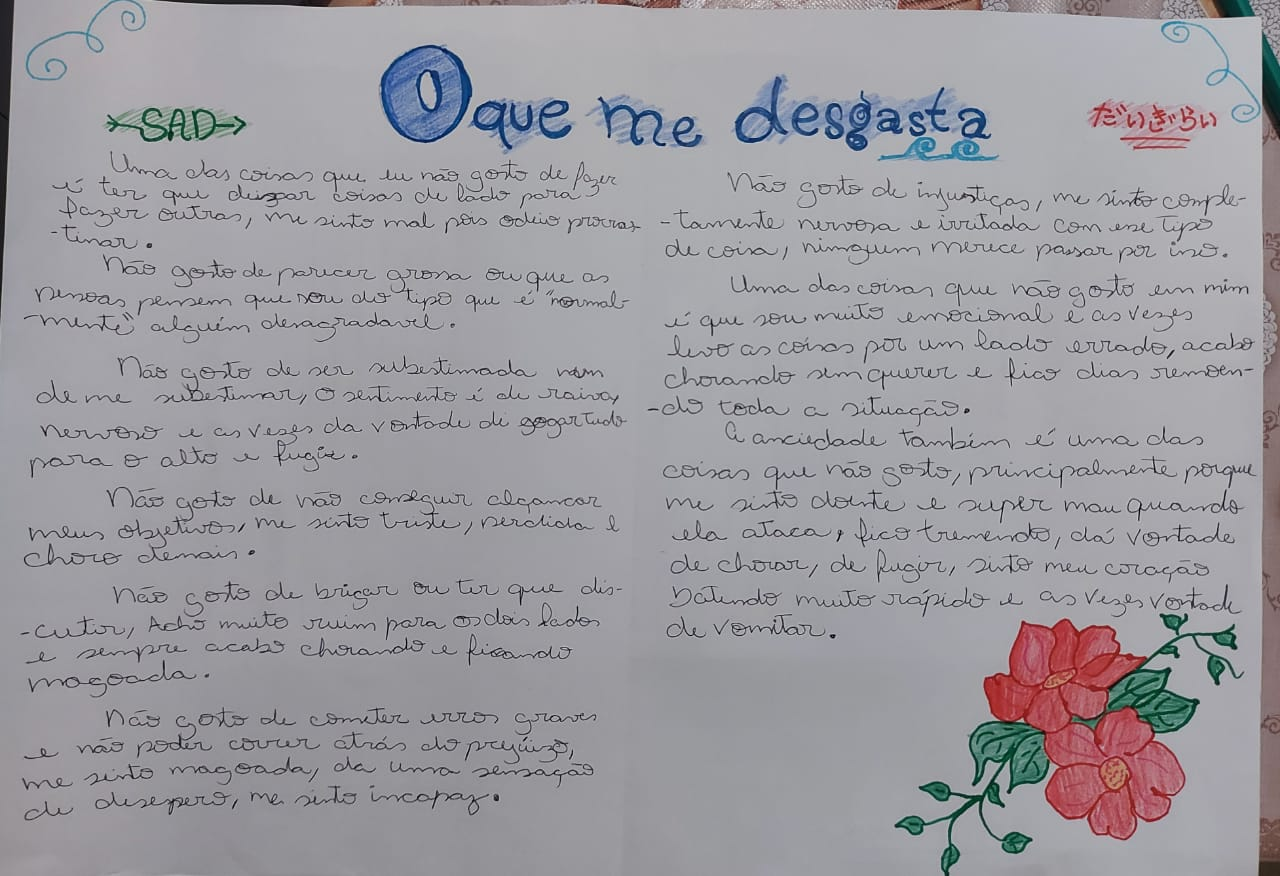 O que me desgasta
SAD
だいきらい
Uma das coisas que eu não gosto de fazer
é ter que deixar coisas de lado para
fazer outras, me sinto mal pois odeio procras-
-tinar.
Não gosto de parecer grossa ou que as
pessoas pensem que sou do tipo que é "normal-
-mente" alguém desagradavel.
Não gosto de ser subestimada nem
de me subestimar, o sentimento é de raiva,
nervoso e as vezes da vontade de jogar tudo
para o alto e fugir.
Não gosto de não conseguir alçancar
meus objetivos, me sinto triste, perdida e
choro demais.
Não gosto de brigar ou ter que dis-
-cutir, Acho muito ruim para os dois lados
e sempre acabo chorando e ficando
magoada.
Não gosto de cometer erros graves
e não poder correr atrás do prejuízo,
me sinto magoada, da uma sensação
de desespero, me sinto incapaz.
Não gosto de injustiças, me sinto comple-
-tamente nervosa e irritada com esse tipo
de coisa, ninguem merece passar por isso.
Uma das coisas que não gosto em mim
é que sou muito emocional e as vezes
levo as coisas por um lado errado, acabo
chorando sem querer e fico dias remoen-
-do toda a situação.
A anciedade também é uma das
coisas que não gosto, principalmente porque
me sinto doente e super mau quando
ela ataca, fico tremendo, dá vontade
de chorar, de fugir, sinto meu coração
batendo muito rápido e as vezes vontade
de vomitar.